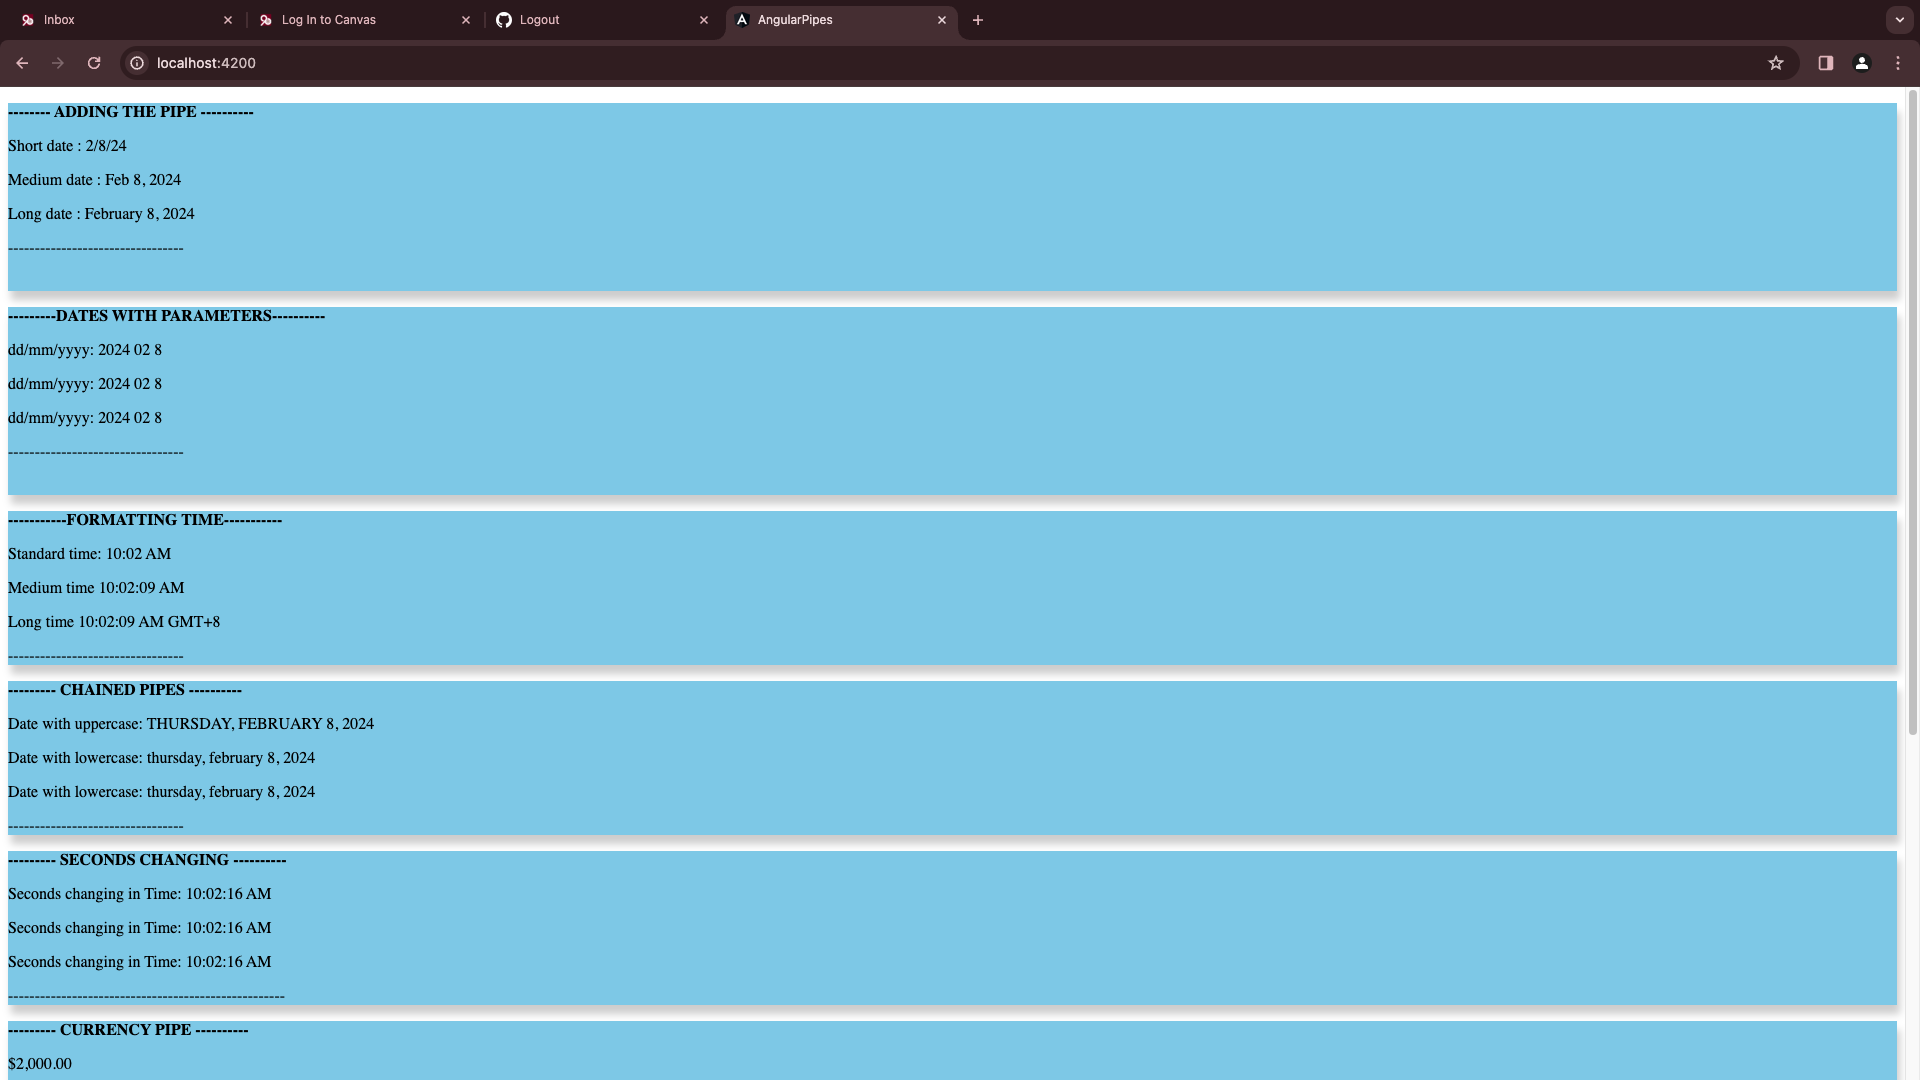 Inbox
Log In to Canvas
Logout
AngularPipes
localhost:4200
-------- ADDING THE PIPE ----------
Short date : 2/8/24
Medium date : Feb 8, 2024
Long date : February 8, 2024
---------------------------------
---------DATES WITH PARAMETERS----------
dd/mm/yyyy: 2024 02 8
dd/mm/yyyy: 2024 02 8
dd/mm/yyyy: 2024 02 8
---------------------------------
-----------FORMATTING TIME-----------
Standard time: 10:02 AM
Medium time 10:02:09 AM
Long time 10:02:09 AM GMT+8
---------------------------------
--------- CHAINED PIPES ----------
Date with uppercase: THURSDAY, FEBRUARY 8, 2024
Date with lowercase: thursday, february 8, 2024
Date with lowercase: thursday, february 8, 2024
---------------------------------
--------- SECONDS CHANGING ----------
Seconds changing in Time: 10:02:16 AM
Seconds changing in Time: 10:02:16 AM
Seconds changing in Time: 10:02:16 AM
----------------------------------------------------
--------- CURRENCY PIPE ----------
$2,000.00